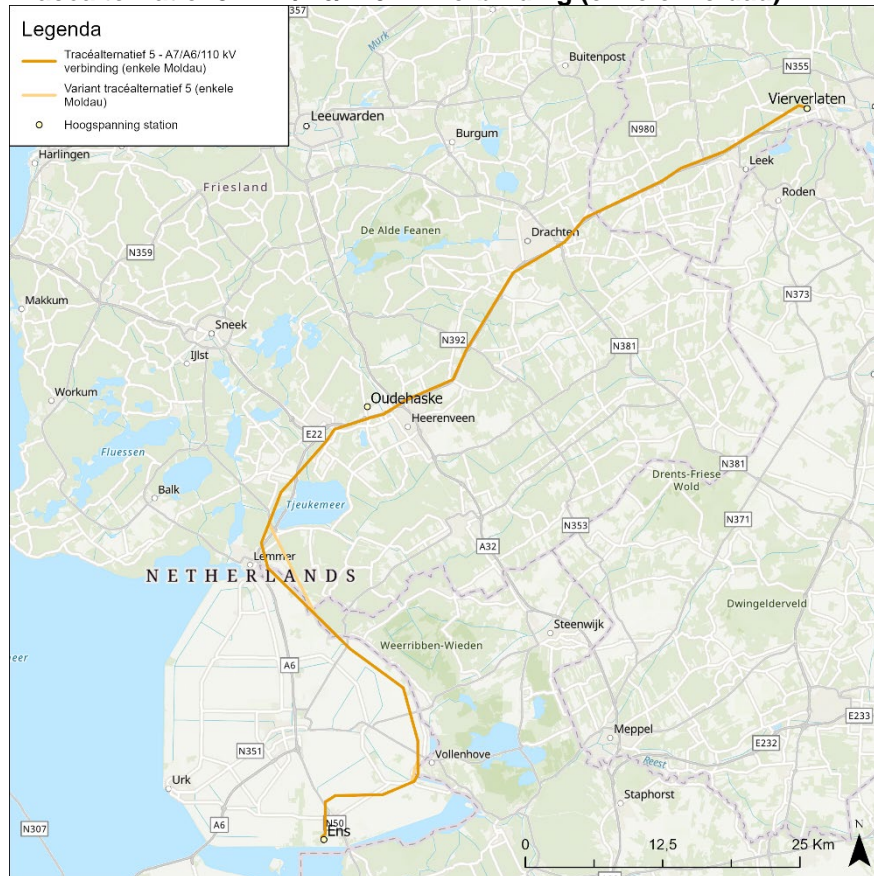 Legenda
Tracéalternatief 5 - A7/A6/110 kV
verbinding (enkele Moldau)
Variant tracéalternatief 5 (enkele
Moldau)
Hoogspanning station
N357
Murk
Buitenpost
N355
Vierverlaten
Leeuwarden
Burgum
N980
Harlingen
Leek
Friesland
Roden
De Alde Feanen
Drachten
N359
N373
Makkum
Sneek
N392
N381
IJlst
Workum
Oudehaske
Heerenveen
E22
Fluessen
N381
Drents-Friese
Wold
Balk
Tjeukemeer
N371
N353
A32
Lemmer
NETHERLANDS
Dwingelderveld
Steenwijk
Weerribben-Wieden
meer
A6
E233
Meppel
E232
N351
Vollenhove
Reest
Urk
Staphorst
N307
A6
N50
Ens
0
12,5
25 Km
N